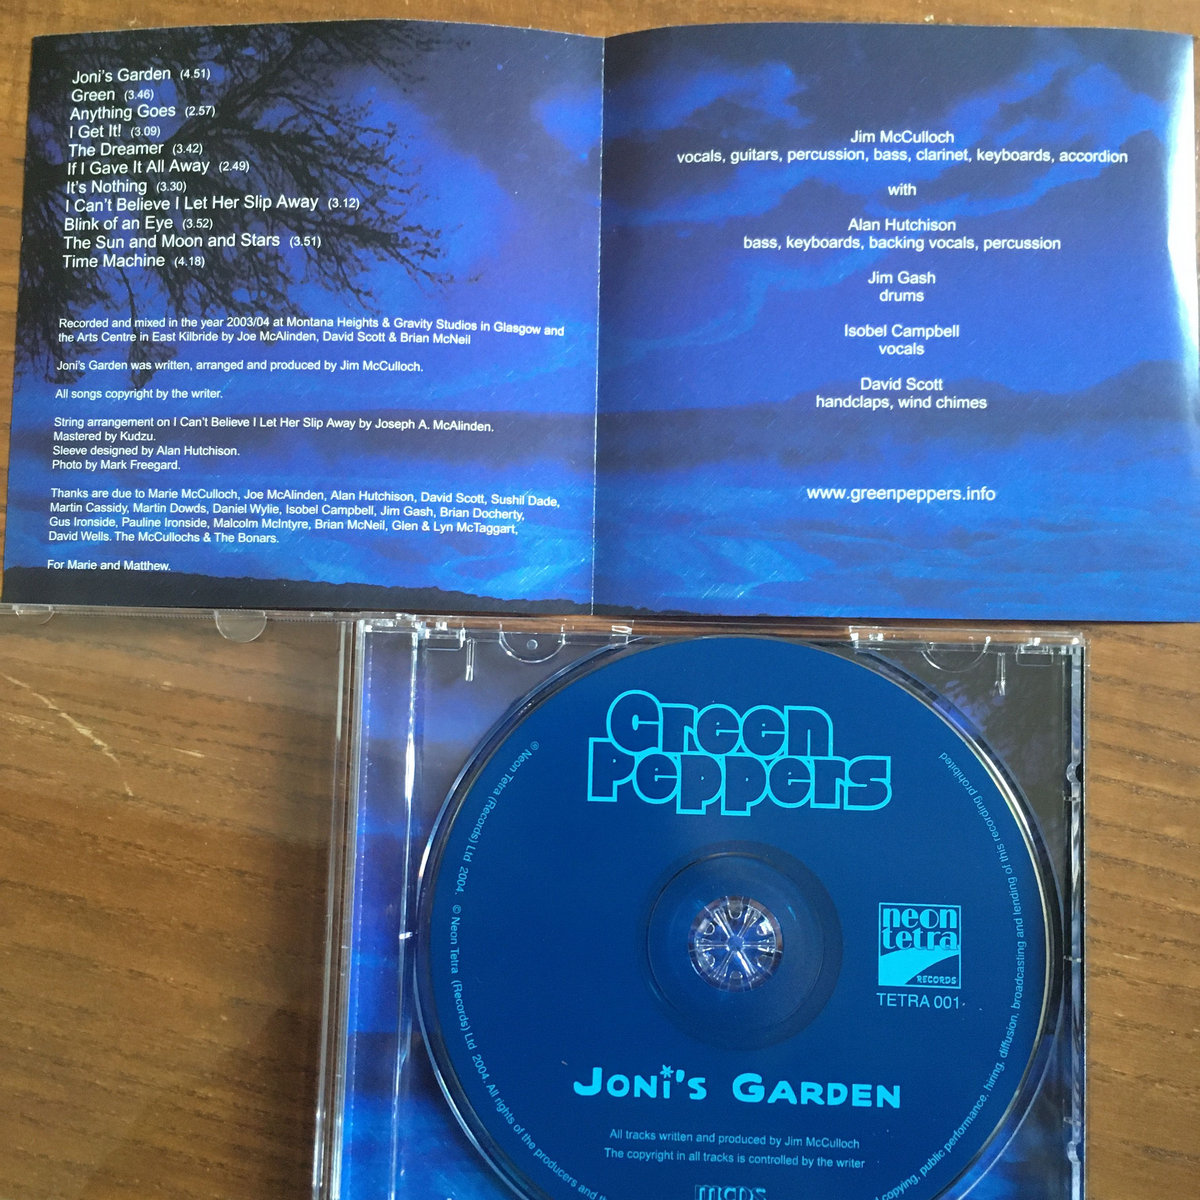 Joni's Garden (4.51)
Green (3.46)
Anything Goes (2.57)
I Get It! (3.09)
The Dreamer (3.42)
If I Gave It All Away (2.49)
It's Nothing (3.30)
I Can't Believe I Let Her Slip Away (3.12)
Blink of an Eye (3.52)
The Sun and Moon and Stars (3.51)
Time Machine (4.18)
Recorded and mixed in the year 2003/04 at Montana Heights & Gravity Studios in Glasgow and
the Arts Centre in East Kilbride by Joe McAlinden, David Scott & Brian McNeil
Joni's Garden was written, arranged and produced by Jim McCulloch.
All songs copyright by the writer.
String arrangement on I Can't Believe I Let Her Slip Away by Joseph A. McAlinden.
Mastered by Kudzu.
Sleeve designed by Alan Hutchison.
Photo by Mark Freegard.
Thanks are due to Marie McCulloch, Joe McAlinden, Alan Hutchison, David Scott, Sushil Dade,
Martin Cassidy, Martin Dowds, Daniel Wylie, Isobel Campbell, Jim Gash, Brian Docherty,
Gus Ironside, Pauline Ironside, Malcolm McIntyre, Brian McNeil, Glen & Lyn McTaggart,
David Wells. The McCullochs & The Bonars.
For Marie and Matthew.
Jim McCulloch
vocals, guitars, percussion, bass, clarinet, keyboards, accordion
with
Alan Hutchison
bass, keyboards, backing vocals, percussion
Jim Gash
drums
Isobel Campbell
vocals
David Scott
handclaps, wind chimes
www.greenpeppers.info
Green
Peppers
neon
tetra
RECORDS
TETRA 001
Joni's Garden
All tracks written and produced by Jim McCulloch
The copyright in all tracks is controlled by the writer
mcps
℗ Neon Tetra (Records) Ltd 2004. © Neon Tetra (Records) Ltd 2004. All rights of the producers and
copying, public performance, hiring, diffusion, broadcasting and lending of this recording prohibited